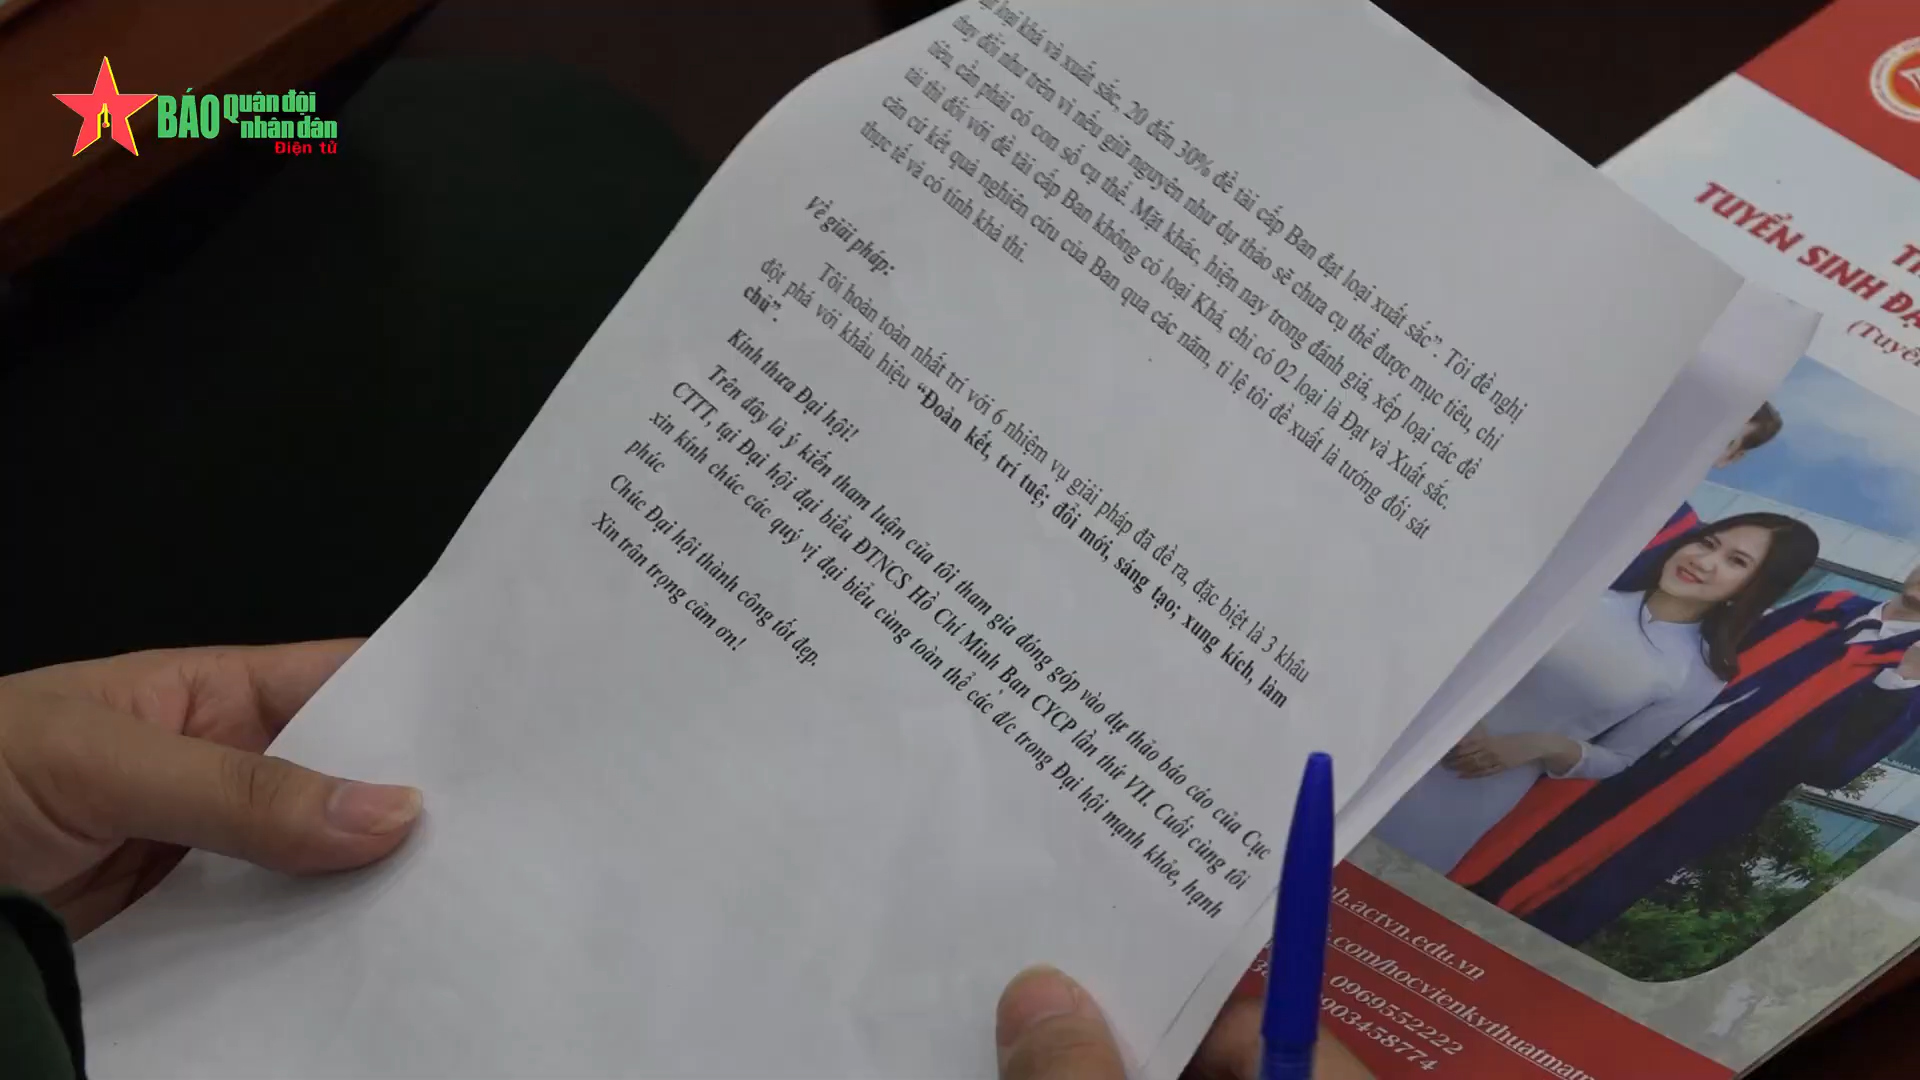 BÁO Quân đội
nhân dân
Điện tử
loại khá và xuất sắc, 20 đến 30% đề tài cấp Ban đạt loại xuất sắc”. Tôi đề nghị
thay đổi như trên vì nếu giữ nguyên như dự thảo sẽ chưa cụ thể được mục tiêu, chỉ
tiêu, cần phải có con số cụ thể. Mặt khác, hiện nay trong đánh giá, xếp loại các đề
tài thì đối với đề tài cấp Ban không có loại Khá, chỉ có 02 loại là Đạt và Xuất sắc.
căn cứ kết quả nghiên cứu của Ban qua các năm, tỉ lệ tôi đề xuất là tướng đối sát
thực tế và có tính khả thi.
Về giải pháp:
Tôi hoàn toàn nhất trí với 6 nhiệm vụ giải pháp đã đề ra, đặc biệt là 3 khâu
đột phá với khẩu hiệu “Đoàn kết, trí tuệ; đổi mới, sáng tạo; xung kích, làm
chủ”.
Kính thưa Đại hội!
Trên đây là ý kiến tham luận của tôi tham gia đóng góp vào dự thảo báo cáo của Cục
CTTT, tại Đại hội đại biểu ĐTNCS Hồ Chí Minh Ban CYCP lần thứ VII. Cuối cùng tôi
xin kính chúc các quý vị đại biểu cùng toàn thể các đ/c trong Đại hội mạnh khỏe, hạnh
phúc
Chúc Đại hội thành công tốt đẹp.
Xin trân trọng cảm ơn!
TUYỂN SINH ĐẠ
(Tuyể
.actvn.edu.vn
.com/hocvienkythuatmat
0969552222
903458774